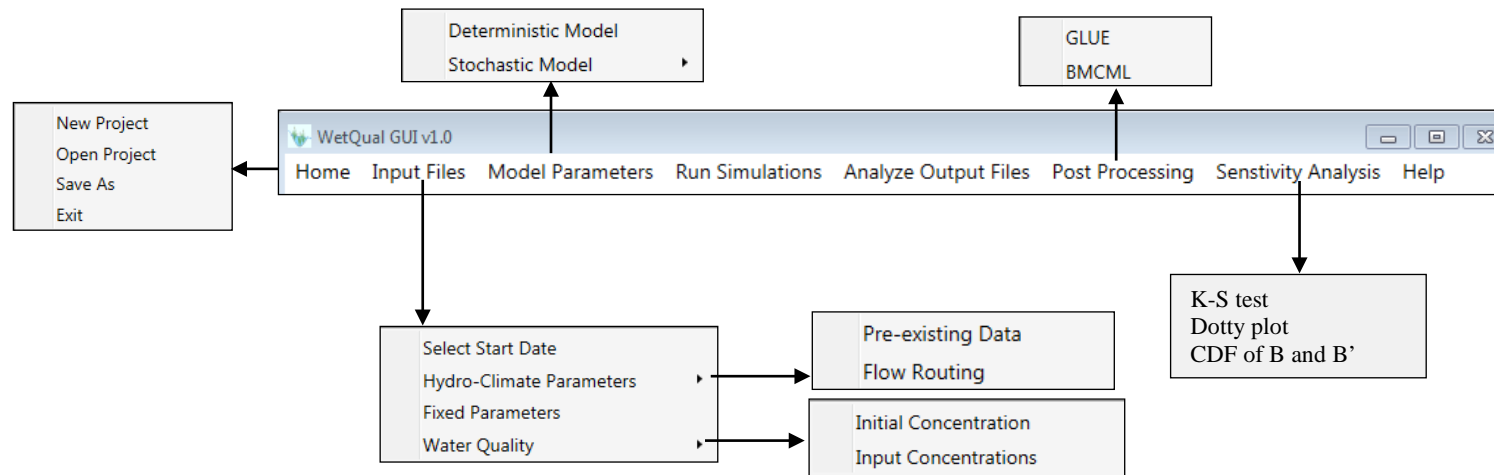 Deterministic Model
Stochastic Model
GLUE
BMCML
New Project
Open Project
Save As
Exit
WetQual GUI v1.0
Home Input Files Model Parameters Run Simulations Analyze Output Files Post Processing Senstivity Analysis Help
K-S test
Dotty plot
CDF of B and B’
Select Start Date
Hydro-Climate Parameters
Fixed Parameters
Water Quality
Pre-existing Data
Flow Routing
Initial Concentration
Input Concentrations